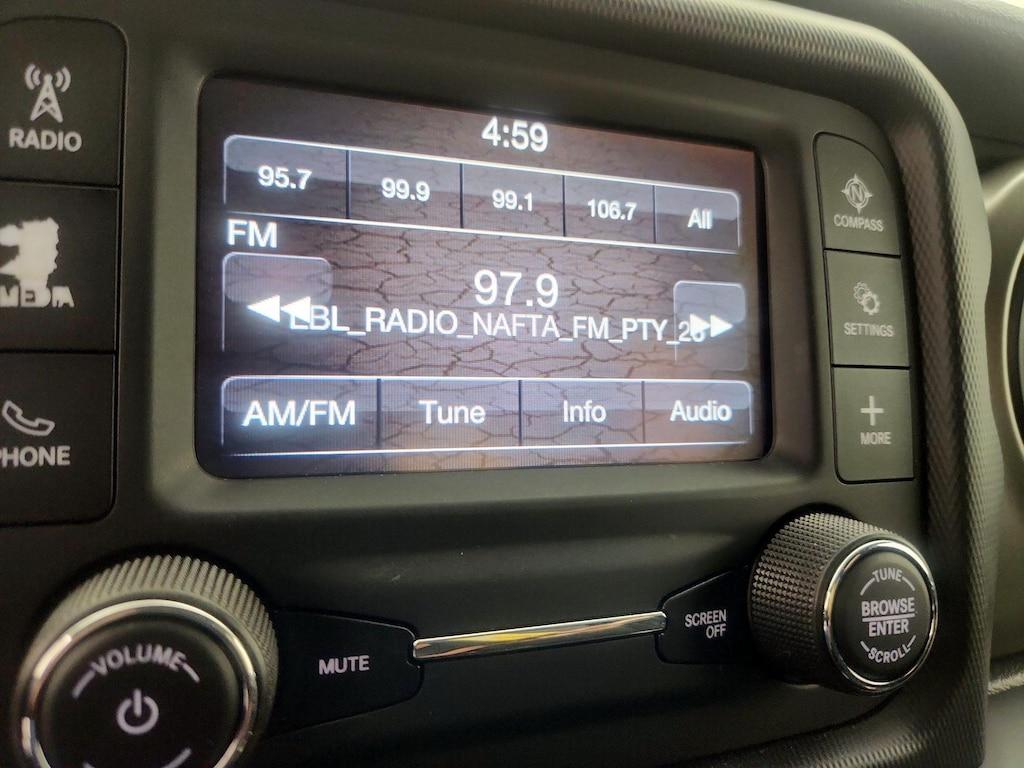 RADIO
MEDIA
PHONE
4:59
95.7 99.9 99.1 106.7 All
FM
97.9
LBL_RADIO_NAFTA_FM_PTY_26
AM/FM Tune Info Audio
N
COMPASS
SETTINGS
MORE
VOLUME
MUTE
SCREEN
OFF
TUNE
BROWSE
ENTER
SCROLL